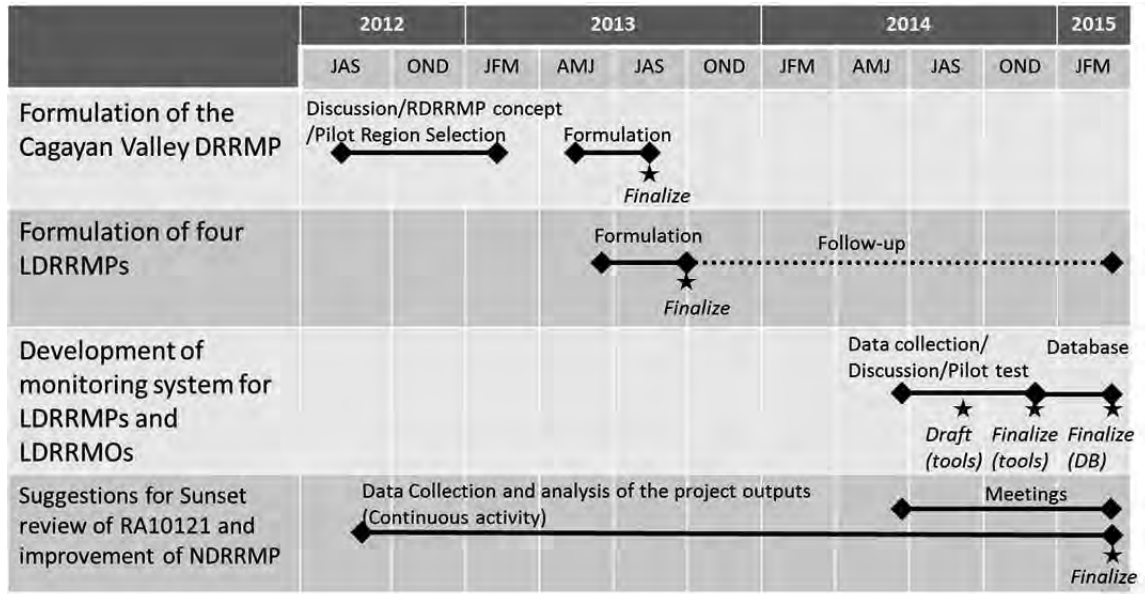 2012 2013 2014 2015
JAS OND JFM AMJ JAS OND JFM AMJ JAS OND JFM
Formulation of the
Cagayan Valley DRRMP
Discussion/RDRRMP concept
/Pilot Region Selection
Formulation
Finalize
Formulation of four
LDRRMPs
Formulation
Finalize
Follow-up
Development of
monitoring system for
LDRRMPs and
LDRRMOs
Data collection/
Discussion/Pilot test
Database
Draft
(tools)
Finalize
(tools)
Finalize
(DB)
Suggestions for Sunset
review of RA10121 and
improvement of NDRRMP
Data Collection and analysis of the project outputs
(Continuous activity)
Meetings
Finalize